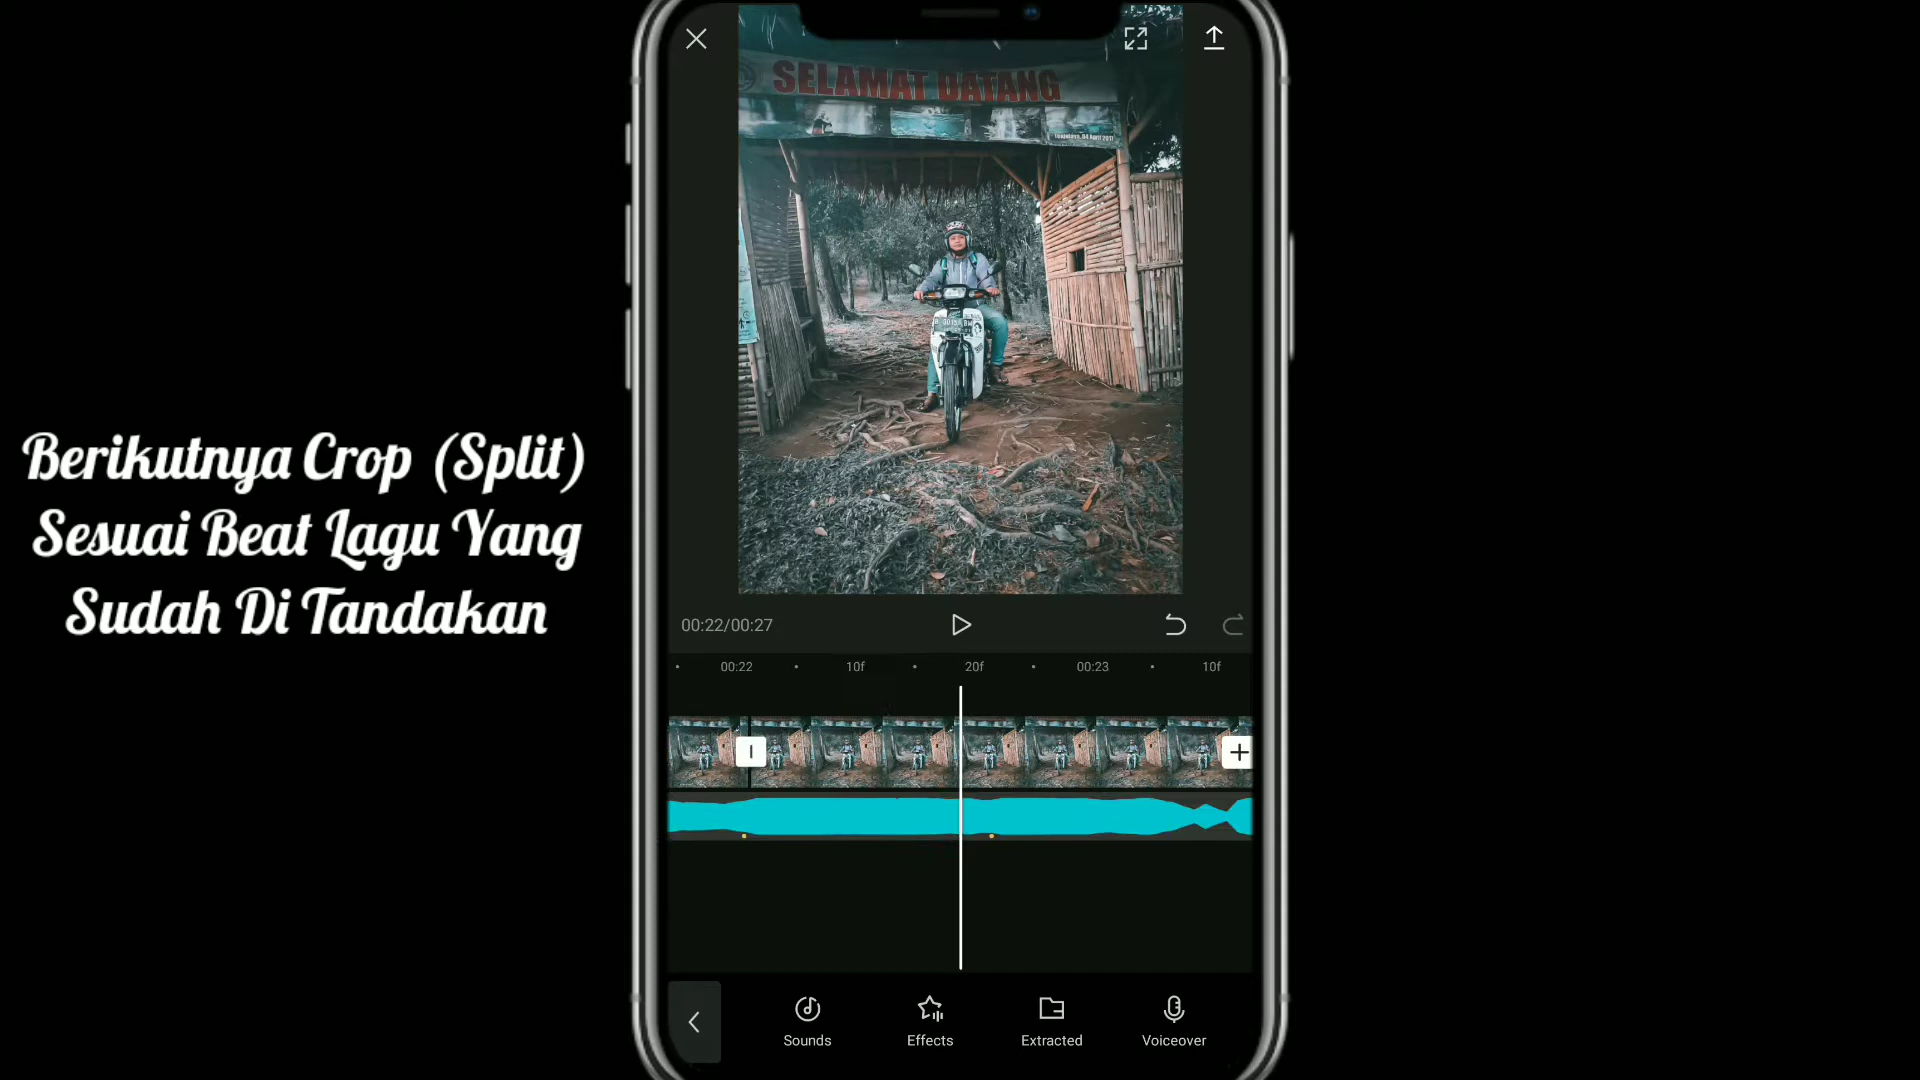 SELAMAT DATANG
Berikutnya Crop (Split)
Sesuai Beat Lagu Yang
Sudah Di Tandakan
00:22/00:27
00:22 10f 20f 00:23 10f
Sounds Effects Extracted Voiceover